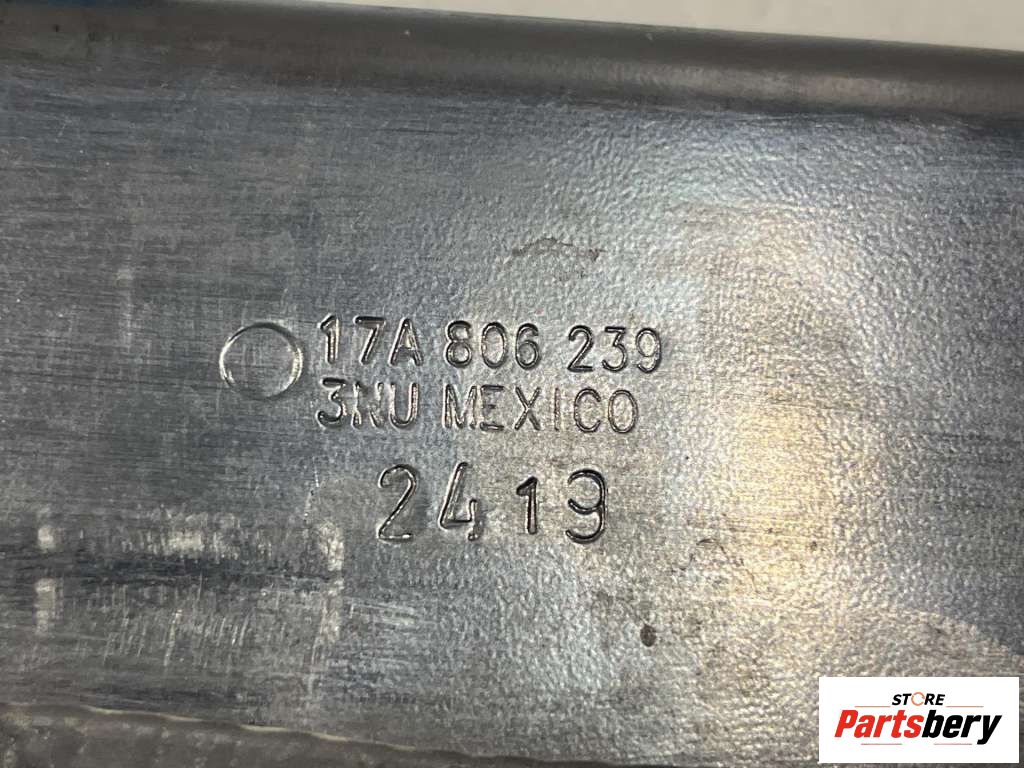 17A 806 239
3NU MEXICO
2419
STORE
Partsbery